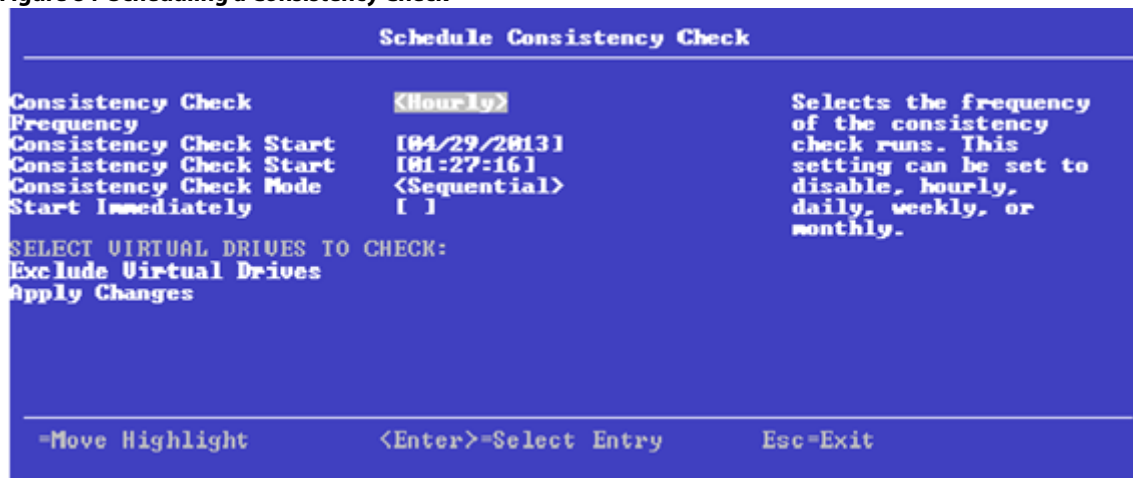 Schedule Consistency Check
Consistency Check <Hourly>
Frequency
Consistency Check Start [04/29/2013]
Consistency Check Start [01:27:16]
Consistency Check Mode <Sequential>
Start Immediately [ ]
SELECT VIRTUAL DRIVES TO CHECK:
Exclude Virtual Drives
Apply Changes
Selects the frequency
of the consistency
check runs. This
setting can be set to
disable, hourly,
daily, weekly, or
monthly.
=Move Highlight <Enter>=Select Entry Esc=Exit